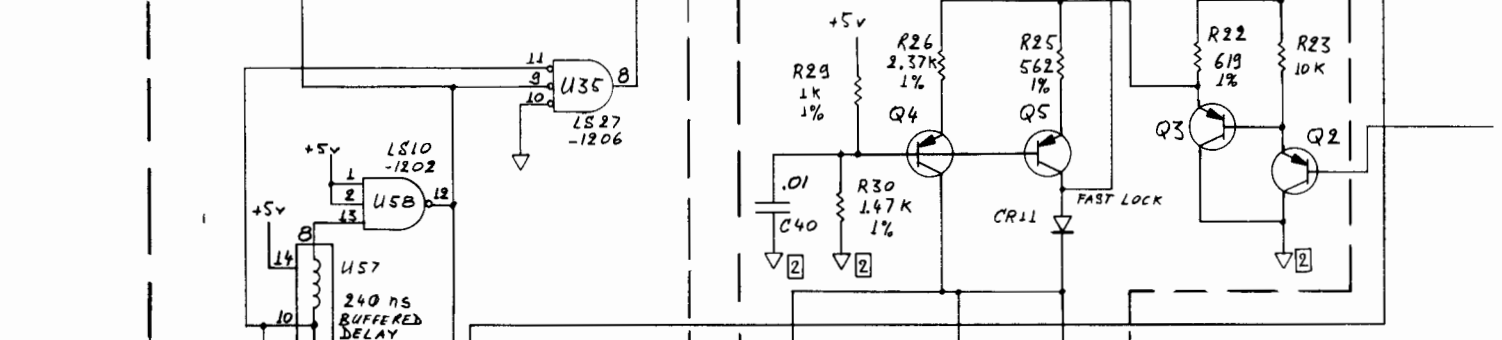 11
9
10
U35
8
LS27
-1206
+5v
LS10
-1202
1
2
13
U58
12
+5v
8
14
U57
240 ns
BUFFERED
DELAY
10
+5v
R29
1K
1%
R26
2.37K
1%
R25
562
1%
Q4
Q5
.01
C40
R30
1.47K
1%
2
2
CR11
FAST LOCK
R22
619
1%
R23
10K
Q3
Q2
2